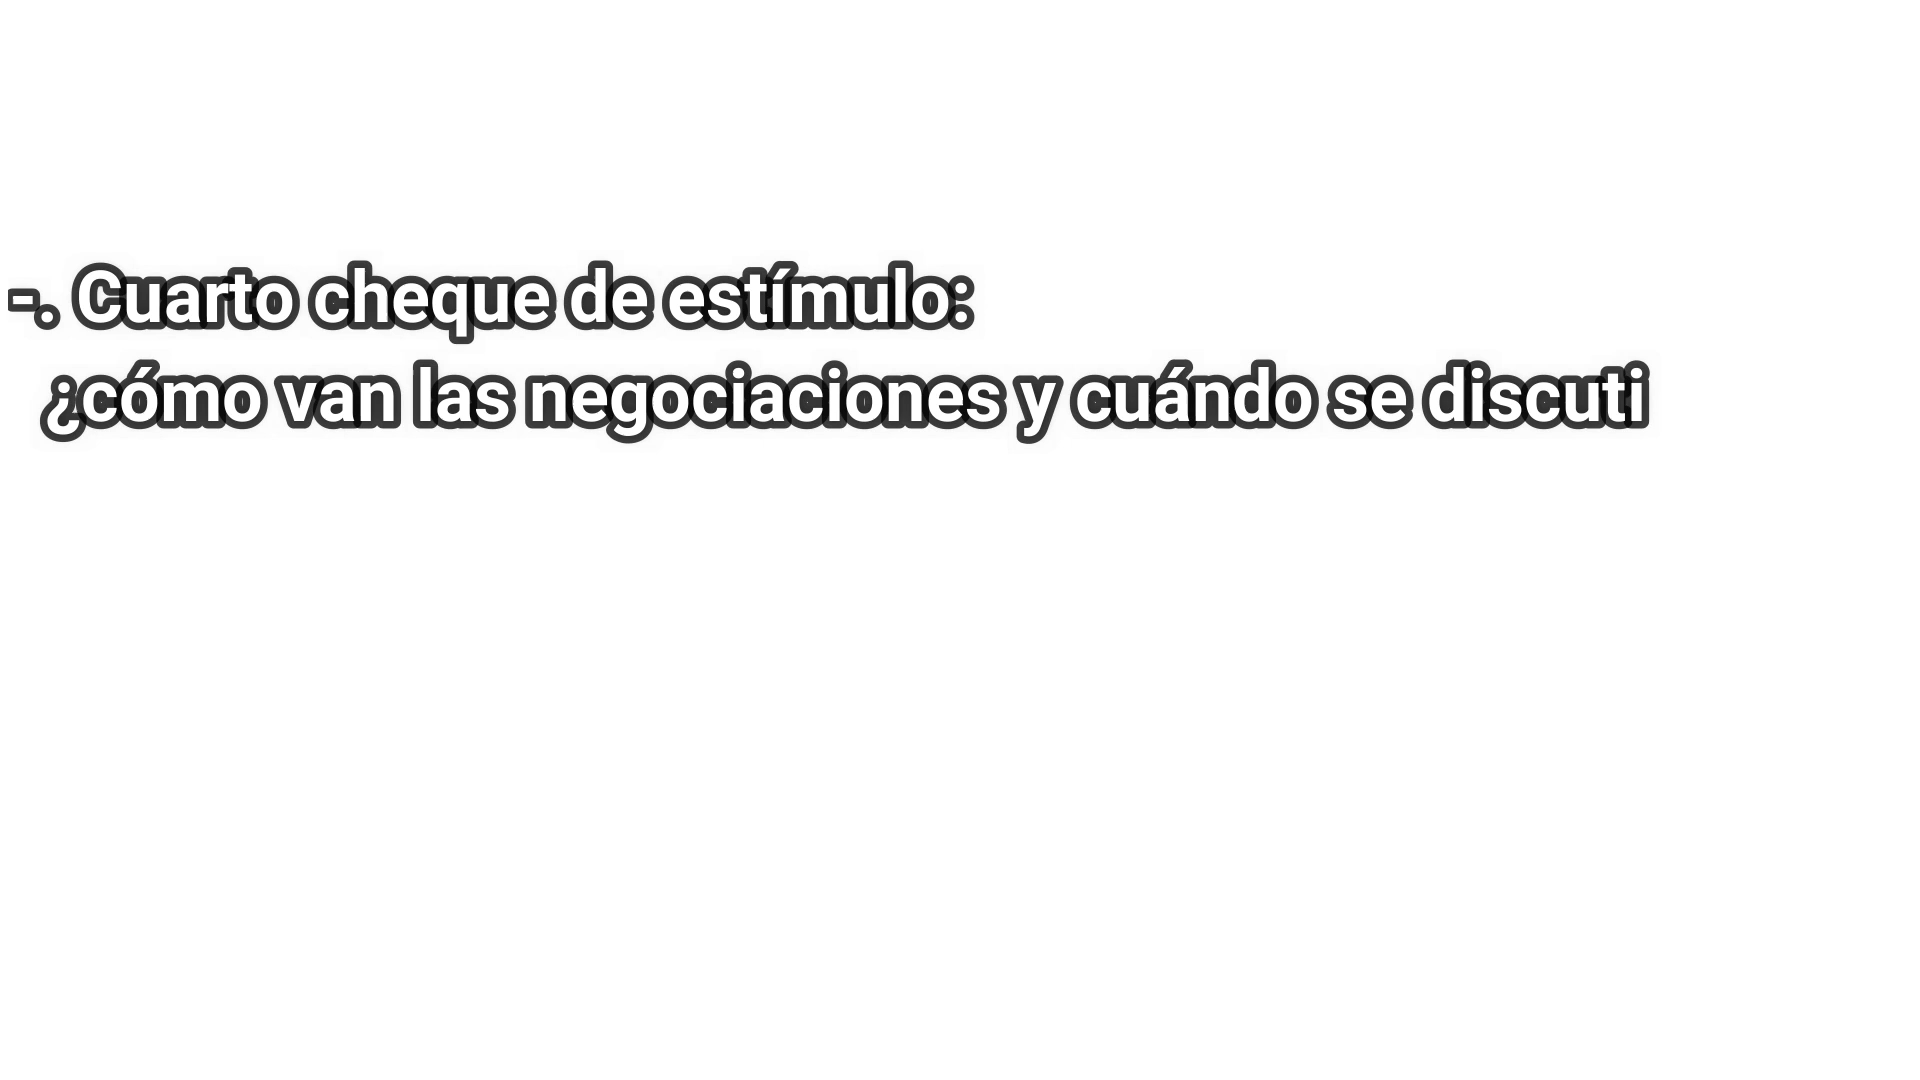 -. Cuarto cheque de estímulo:
¿cómo van las negociaciones y cuándo se discuti